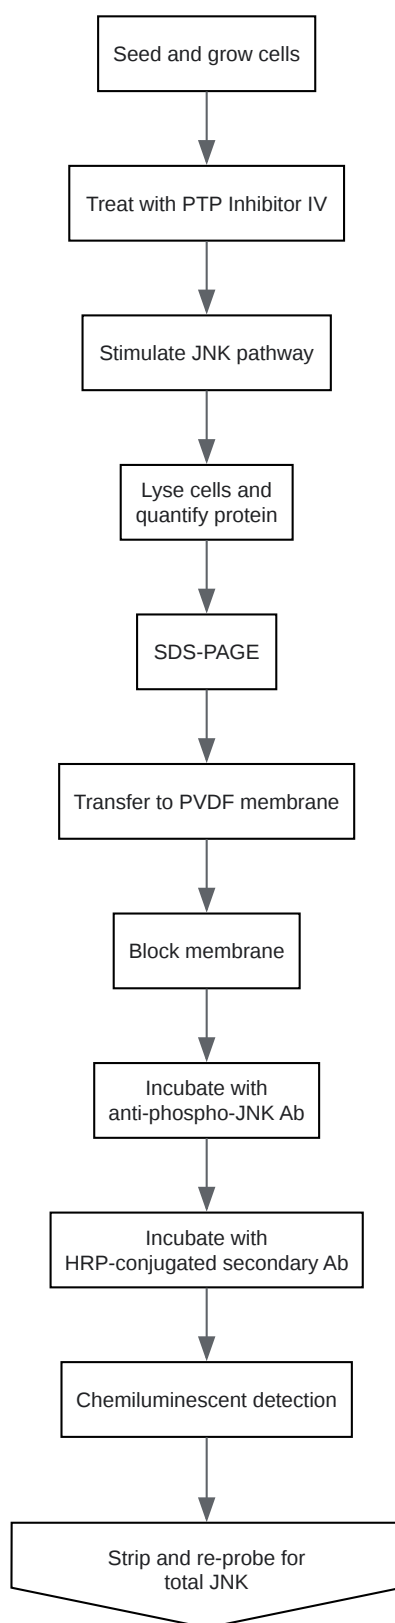 Seed and grow cells
Treat with PTP Inhibitor IV
Stimulate JNK pathway
Lyse cells and
quantify protein
SDS-PAGE
Transfer to PVDF membrane
Block membrane
Incubate with
anti-phospho-JNK Ab
Incubate with
HRP-conjugated secondary Ab
Chemiluminescent detection
Strip and re-probe for
total JNK